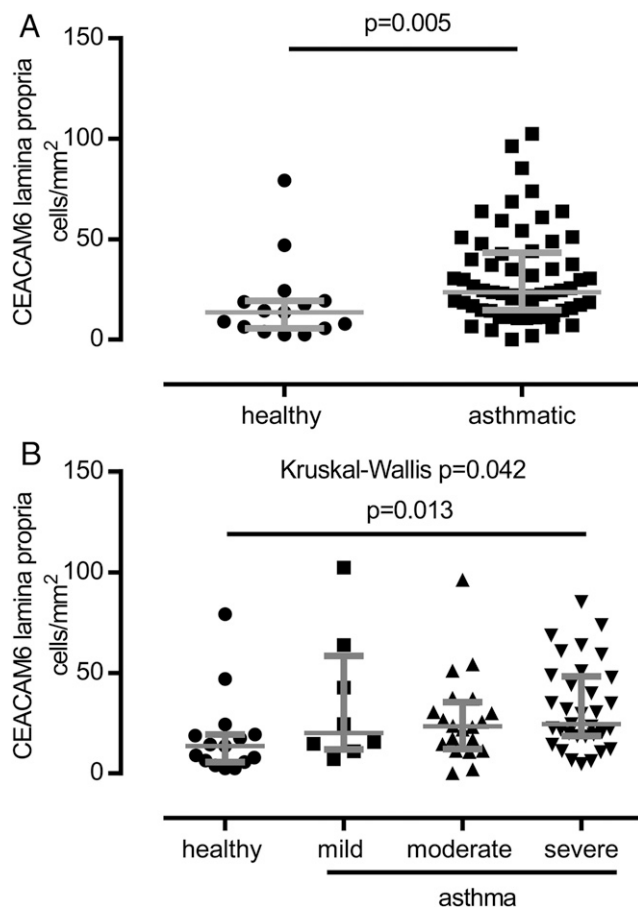 A
CEACAM6 lamina propria
cells/mm²
150
100
50
0
p=0.005
healthy asthmatic
B
CEACAM6 lamina propria
cells/mm²
150
100
50
0
Kruskal-Wallis p=0.042
p=0.013
healthy mild moderate severe
asthma